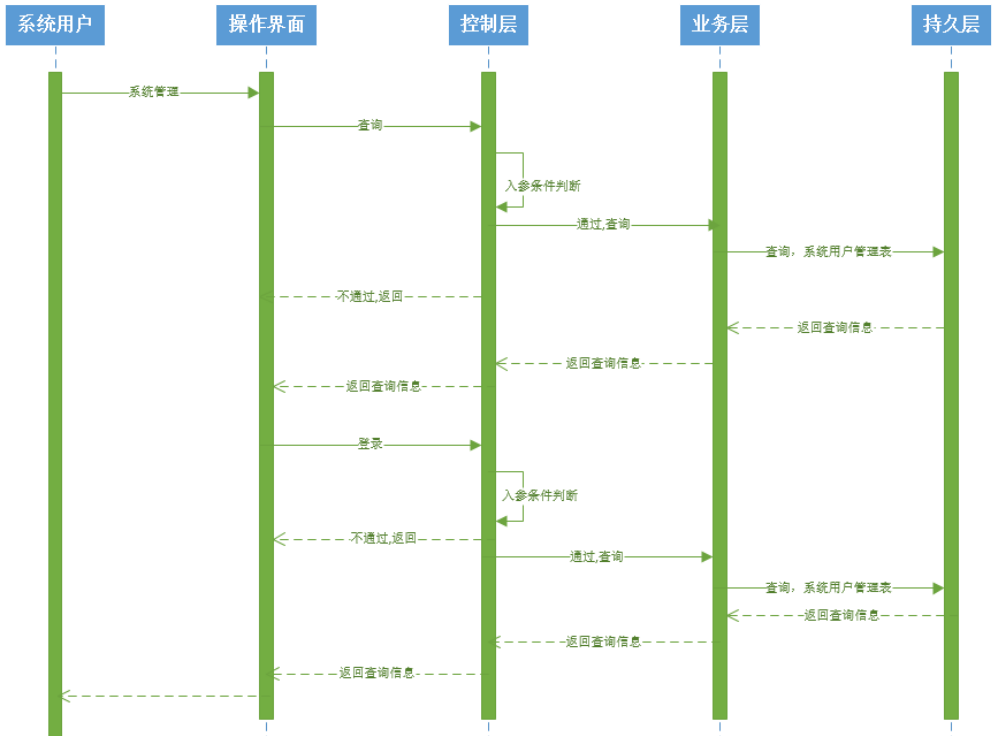 系统用户
操作界面
控制层
业务层
持久层
系统管理
查询
入参条件判断
通过,查询
查询，系统用户管理表
不通过,返回
返回查询信息
返回查询信息
返回查询信息
登录
入参条件判断
不通过,返回
通过,查询
查询，系统用户管理表
返回查询信息
返回查询信息
返回查询信息